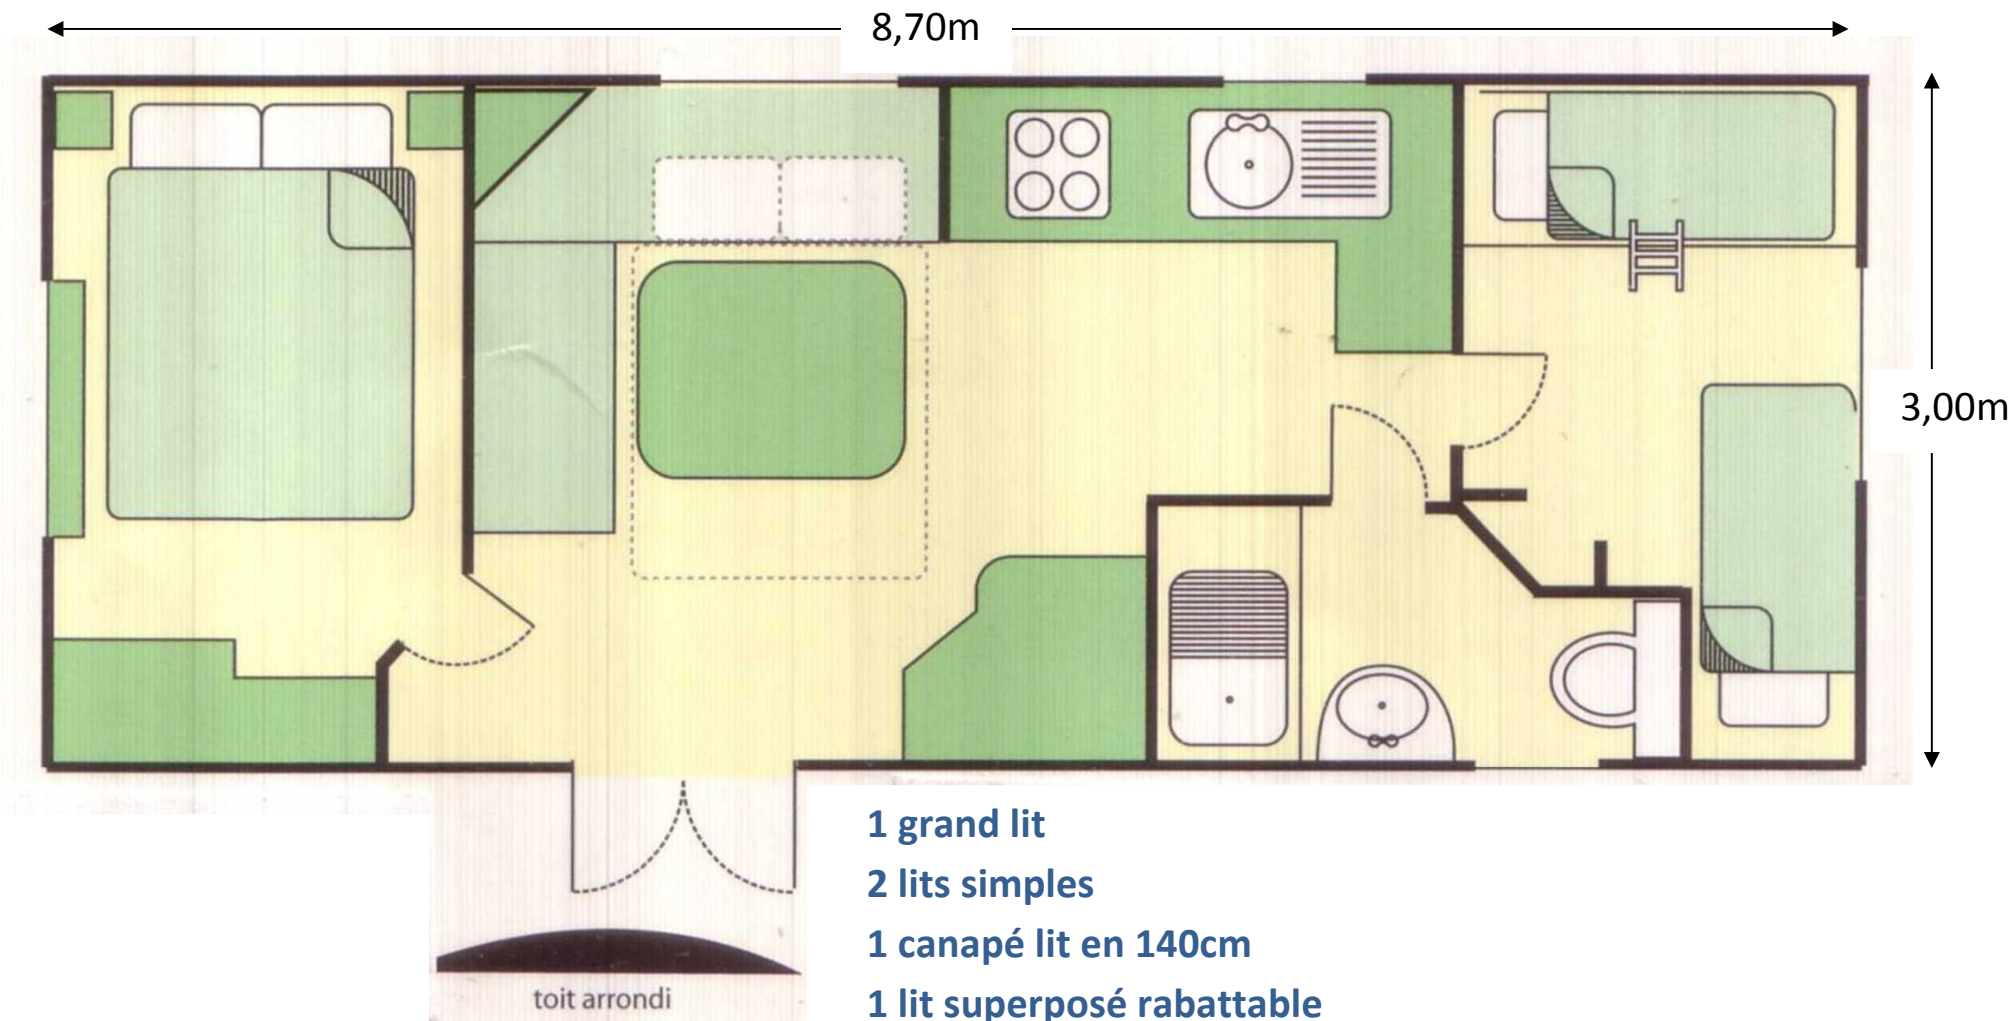 8,70m
3,00m
1 grand lit
2 lits simples
1 canapé lit en 140cm
toit arrondi
1 lit superposé rabattable